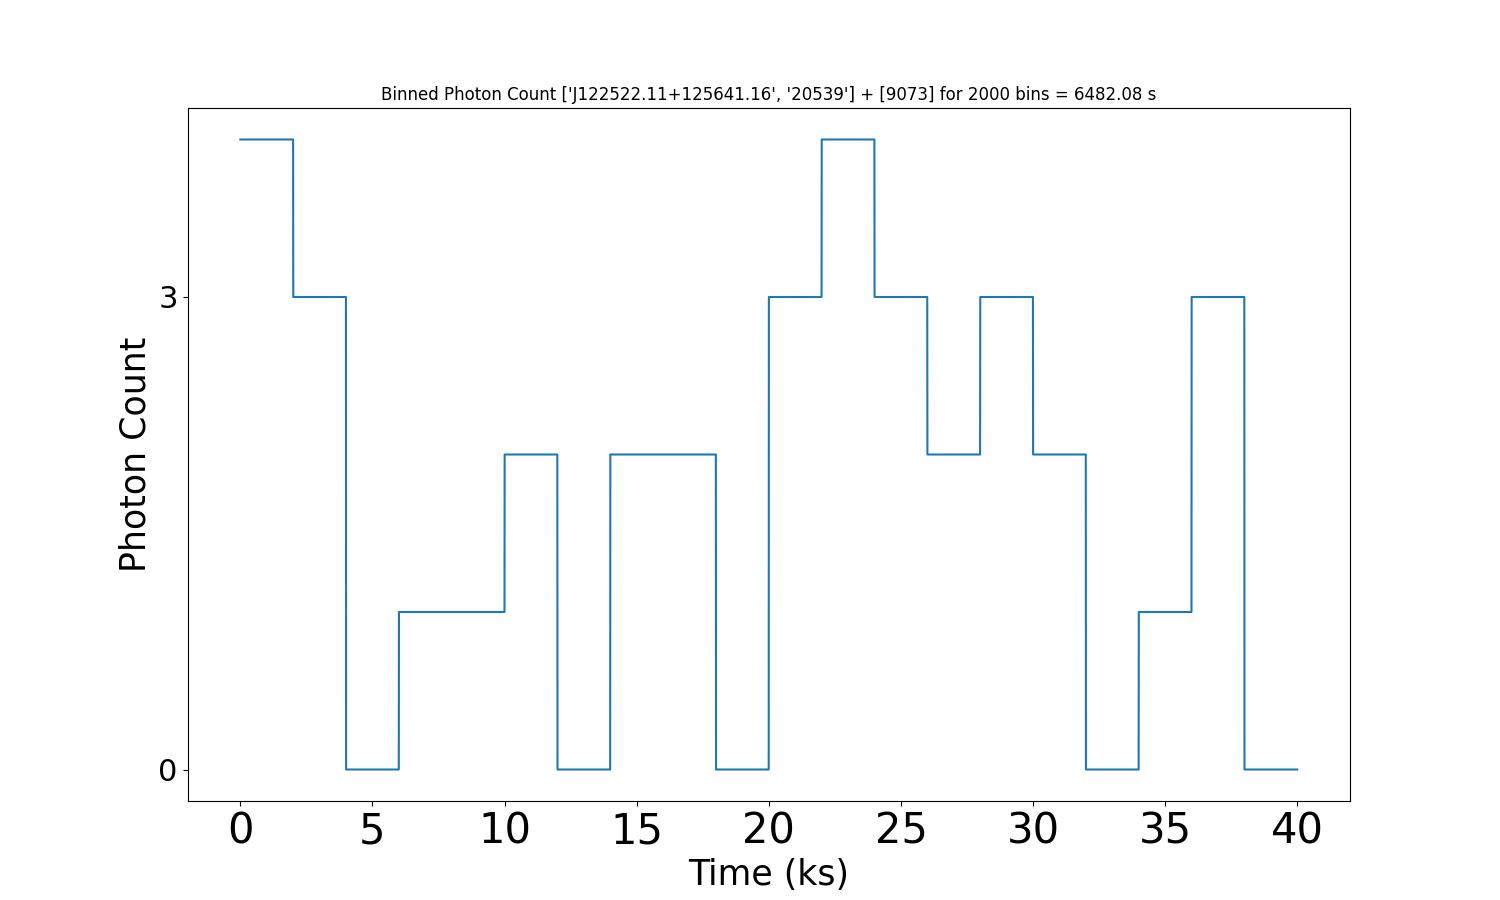 Binned Photon Count ['J122522.11+125641.16', '20539'] + [9073] for 2000 bins = 6482.08 s
Photon Count
3
0
0 5 10 15 20 25 30 35 40
Time (ks)